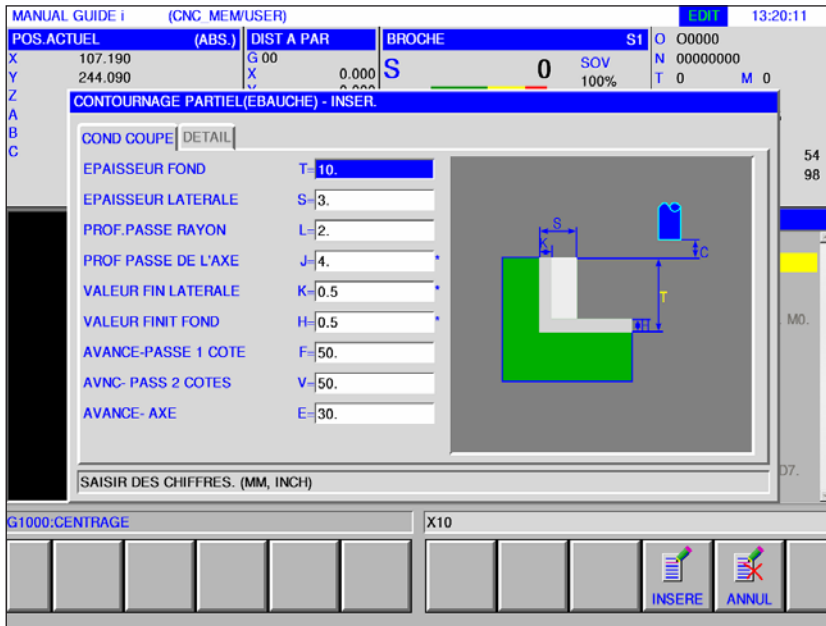 MANUAL GUIDE i (CNC_MEM/USER) EDIT 13:20:11
POS.ACTUEL (ABS.) DIST A PAR BROCHE S1 O O0000
X 107.190 G 00 S 0 SOV N 00000000
Y 244.090 X 0.000 100% T 0 M 0
Z
A
B
C
54
98
CONTOURNAGE PARTIEL(EBAUCHE) - INSER.
COND COUPE DETAIL
EPAISSEUR FOND T=10.
EPAISSEUR LATERALE S=3.
PROF.PASSE RAYON L=2.
PROF PASSE DE L'AXE J=4. *
VALEUR FIN LATERALE K=0.5 *
VALEUR FINIT FOND H=0.5 *
AVANCE-PASSE 1 COTE F=50.
AVNC- PASS 2 COTES V=50.
AVANCE- AXE E=30.
S
K
C
T
H
M0.
D7.
SAISIR DES CHIFFRES. (MM, INCH)
G1000:CENTRAGE X10
INSERE ANNUL